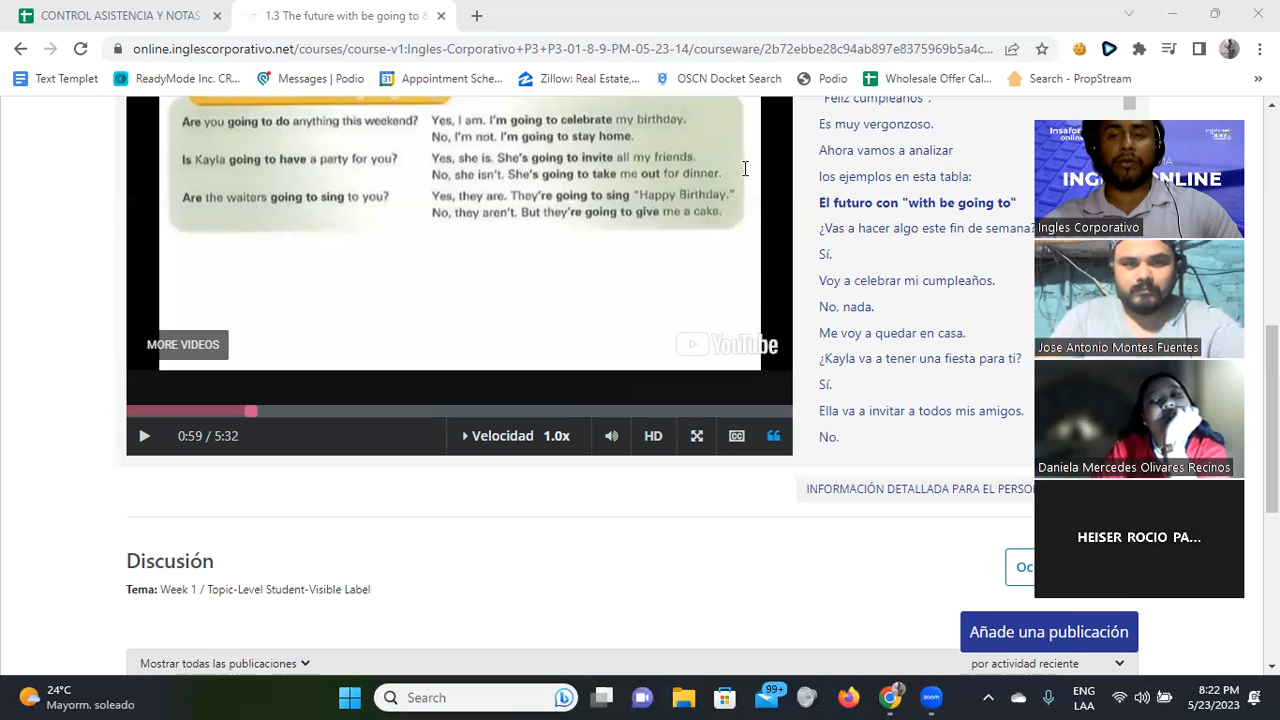 CONTROL ASISTENCIA Y NOTAS
1.3 The future with be going to &
online.inglescorporativo.net/courses/course-v1:Ingles-Corporativo+P3+P3-01-8-9-PM-05-23-14/courseware/2b72ebbe28c94ab897e8375969b5a4c...
Text Templet
ReadyMode Inc. CR...
Messages | Podio
Appointment Sche...
Zillow: Real Estate,...
OSCN Docket Search
Podio
Wholesale Offer Cal...
Search - PropStream
»
Are you going to do anything this weekend?
Yes, I am. I'm going to celebrate my birthday.
No, I'm not. I'm going to stay home.
Is Kayla going to have a party for you?
Yes, she is. She's going to invite all my friends.
No, she isn't. She's going to take me out for dinner.
Are the waiters going to sing to you?
Yes, they are. They're going to sing "Happy Birthday."
No, they aren't. But they're going to give me a cake.
MORE VIDEOS
YouTube
0:59 / 5:32
Velocidad 1.0x
HD
CC
"Feliz cumpleaños".
Es muy vergonzoso.
Ahora vamos a analizar
los ejemplos en esta tabla:
El futuro con "with be going to"
¿Vas a hacer algo este fin de semana?
Sí.
Voy a celebrar mi cumpleaños.
No, nada.
Me voy a quedar en casa.
¿Kayla va a tener una fiesta para ti?
Sí.
Ella va a invitar a todos mis amigos.
No.
INFORMACIÓN DETALLADA PARA EL PERSO
Insafor
ING
ONLINE
Ingles Corporativo
Jose Antonio Montes Fuentes
Daniela Mercedes Olivares Recinos
HEISER ROCIO PA...
Discusión
Oc
Tema: Week 1 / Topic-Level Student-Visible Label
Añade una publicación
Mostrar todas las publicaciones
por actividad reciente
24°C
Mayorm. soleado
Search
99+
ENG
LAA
8:22 PM
5/23/2023